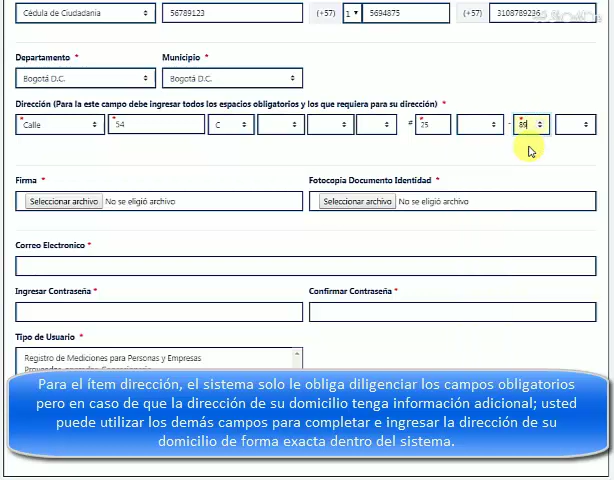 Cédula de Ciudadania 56789123 (+57) 1 5694875 (+57) 3108789236
Departamento * Municipio *
Bogotá D.C. Bogotá D.C.
Dirección (Para la este campo debe ingresar todos los espacios obligatorios y los que requiera para su dirección) *
* Calle * 54 C # * 25 - * 89
Firma * Fotocopia Documento Identidad *
Seleccionar archivo No se eligió archivo Seleccionar archivo No se eligió archivo
Correo Electronico *
Ingresar Contraseña * Confirmar Contraseña *
Tipo de Usuario *
Registro de Mediciones para Personas y Empresas
Para el ítem dirección, el sistema solo le obliga diligenciar los campos obligatorios
pero en caso de que la dirección de su domicilio tenga información adicional; usted
puede utilizar los demás campos para completar e ingresar la dirección de su
domicilio de forma exacta dentro del sistema.